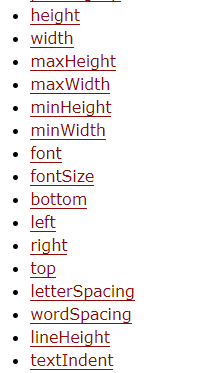 height
width
maxHeight
maxWidth
minHeight
minWidth
font
fontSize
bottom
left
right
top
letterSpacing
wordSpacing
lineHeight
textIndent